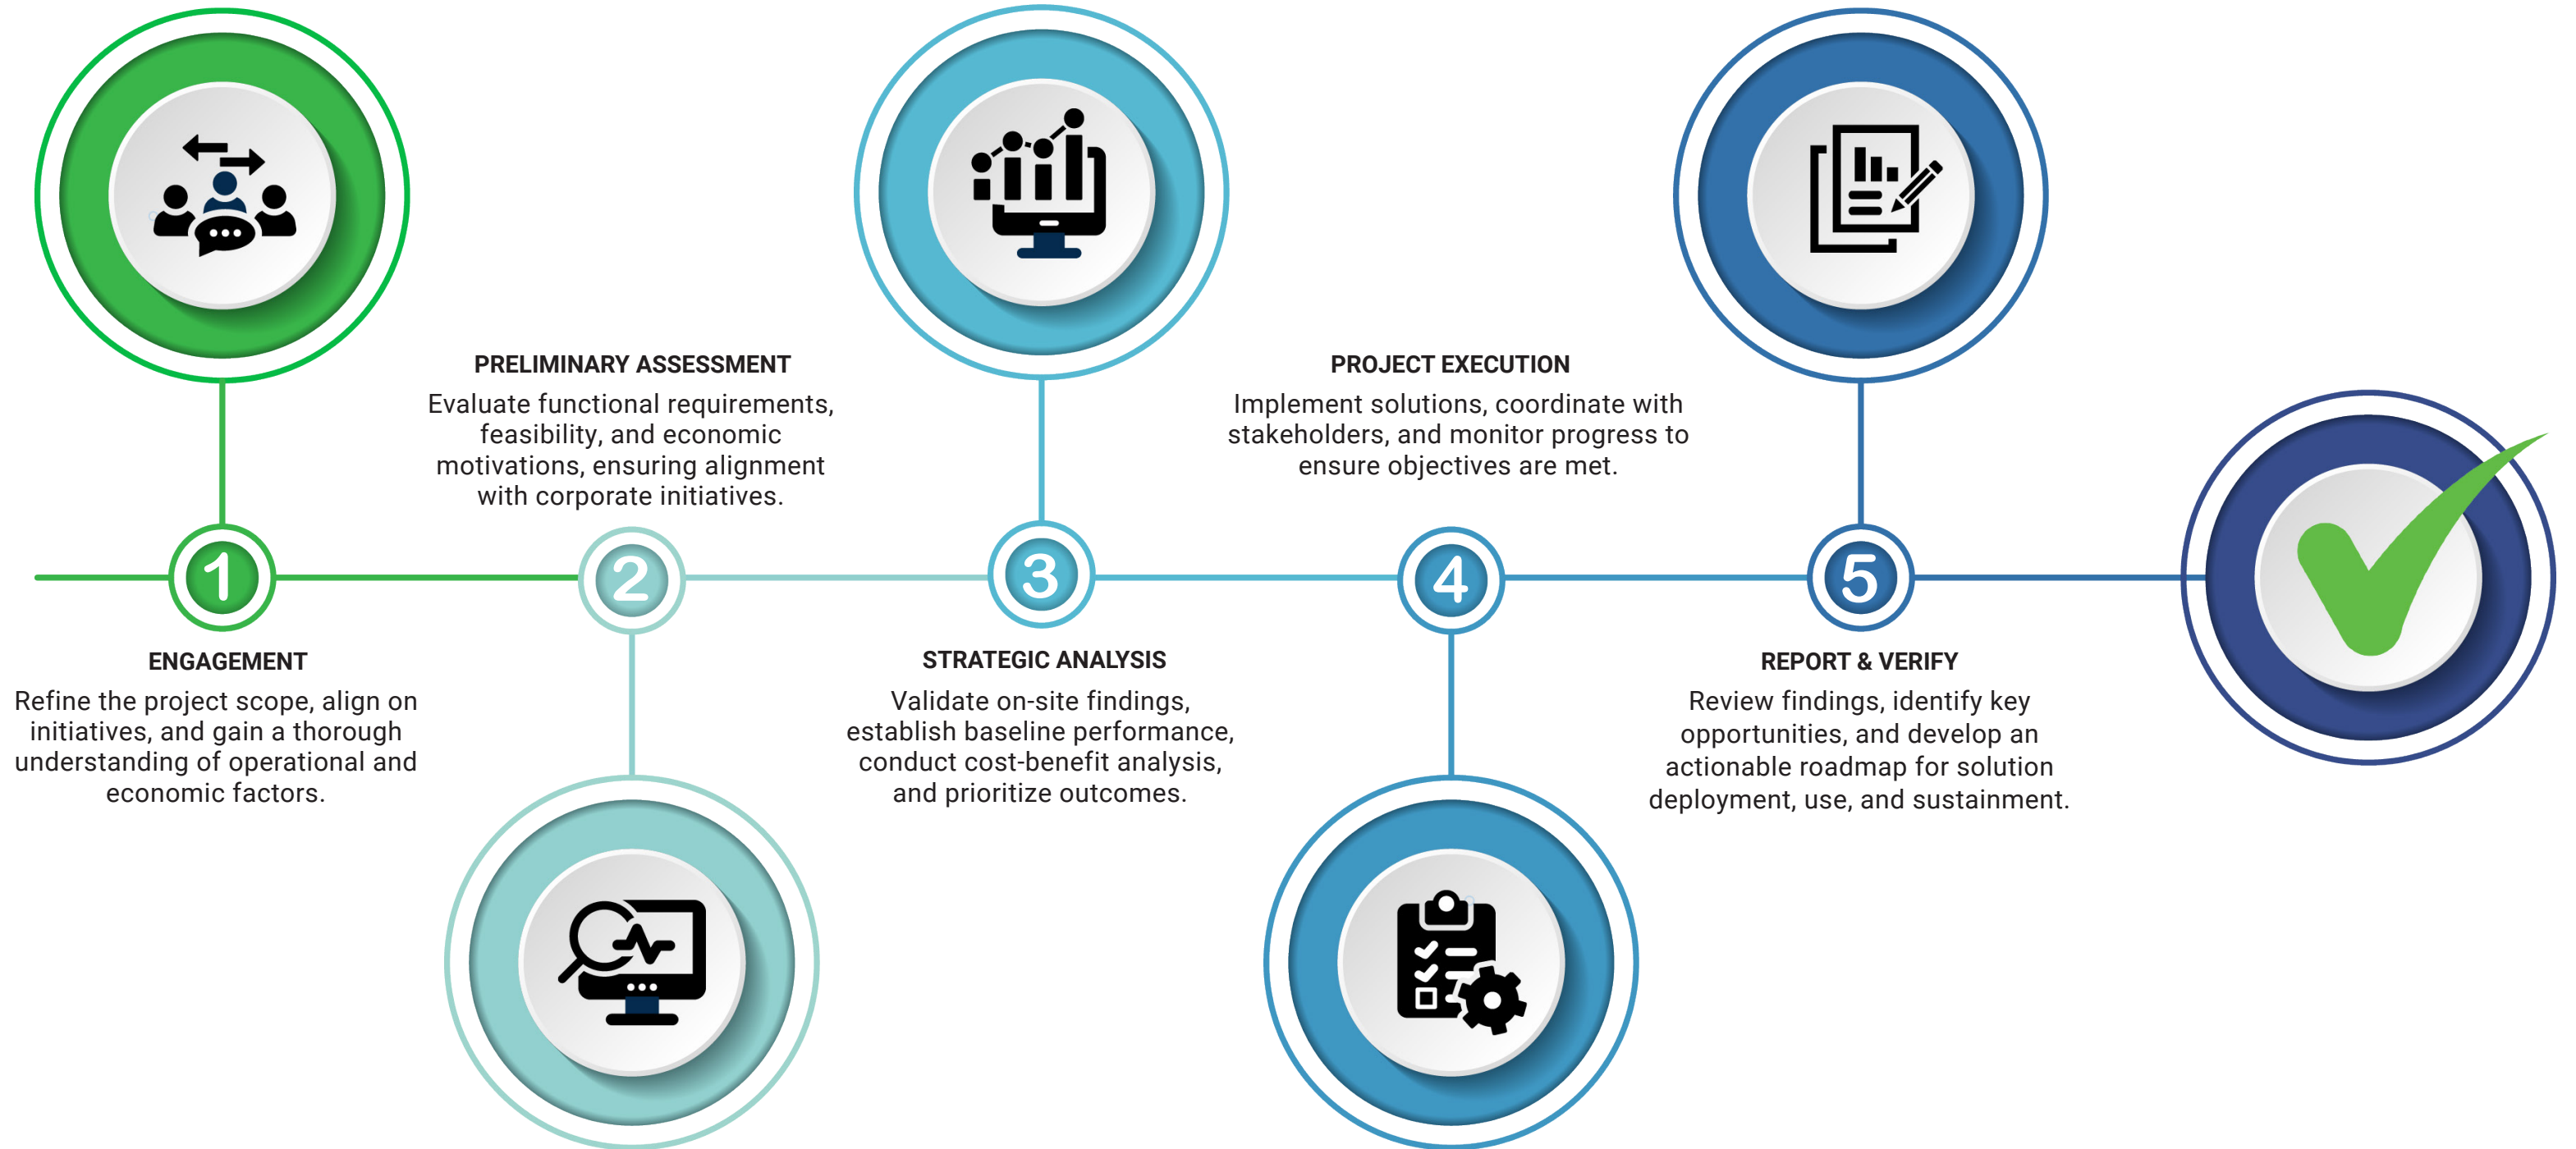 1
ENGAGEMENT
Refine the project scope, align on
initiatives, and gain a thorough
understanding of operational and
economic factors.
PRELIMINARY ASSESSMENT
Evaluate functional requirements,
feasibility, and economic
motivations, ensuring alignment
with corporate initiatives.
2
3
STRATEGIC ANALYSIS
Validate on-site findings,
establish baseline performance,
conduct cost-benefit analysis,
and prioritize outcomes.
PROJECT EXECUTION
Implement solutions, coordinate with
stakeholders, and monitor progress to
ensure objectives are met.
4
5
REPORT & VERIFY
Review findings, identify key
opportunities, and develop an
actionable roadmap for solution
deployment, use, and sustainment.